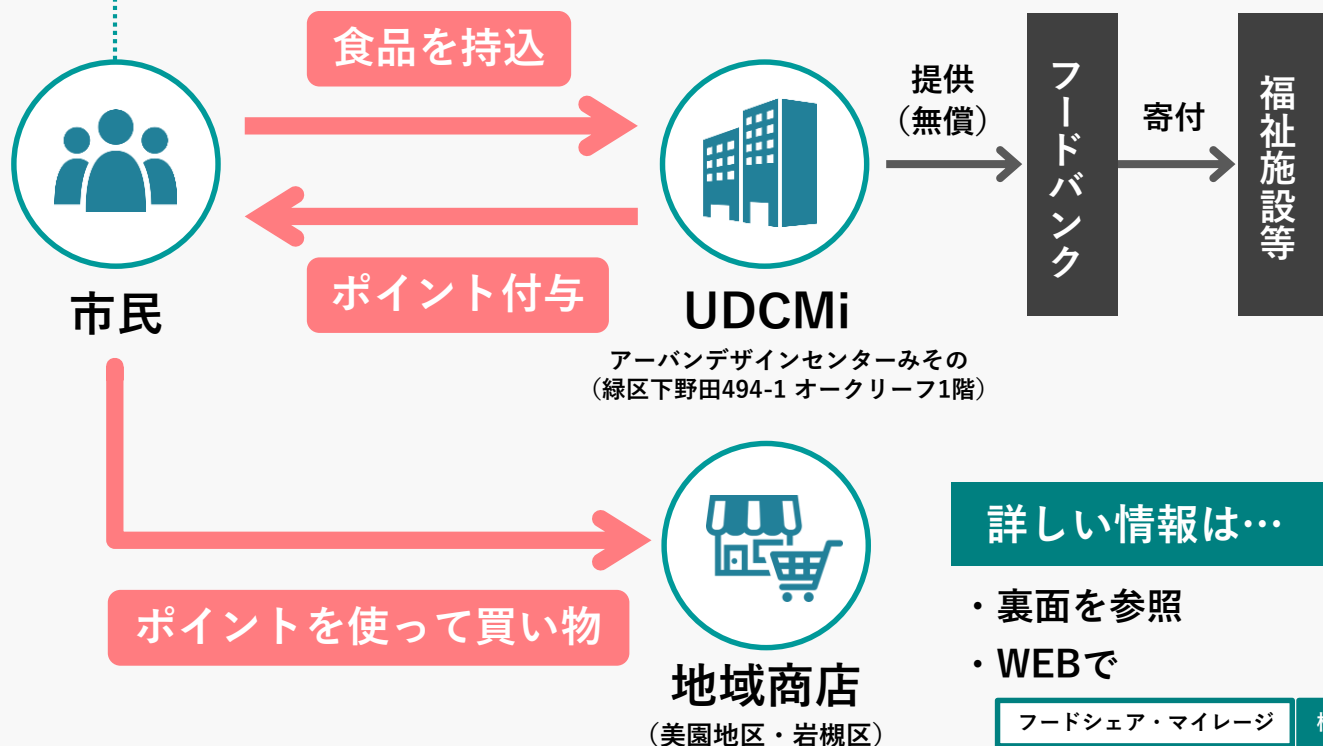 食品を持込
提供
（無償）
フードバンク
寄付
福祉施設等
ポイント付与
市民
UDCMi
アーバンデザインセンターみその
（緑区下野田494-1 オークリーフ1階）
ポイントを使って買い物
地域商店
（美園地区・岩槻区）
詳しい情報は…
・裏面を参照
・WEBで
フードシェア・マイレージ